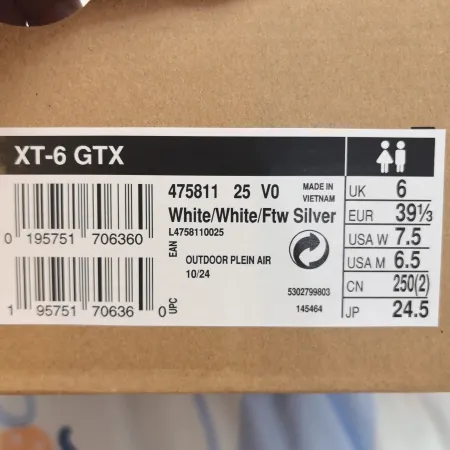 XT-6 GTX
475811 25 V0
MADE IN
VIETNAM
White/White/Ftw Silver
L4758110025
EAN
0 195751 706360
OUTDOOR PLEIN AIR
10/24
5302799803
145464
1 95751 70636 0
UPC
UK 6
EUR 39⅓
USA W 7.5
USA M 6.5
CN 250(2)
JP 24.5